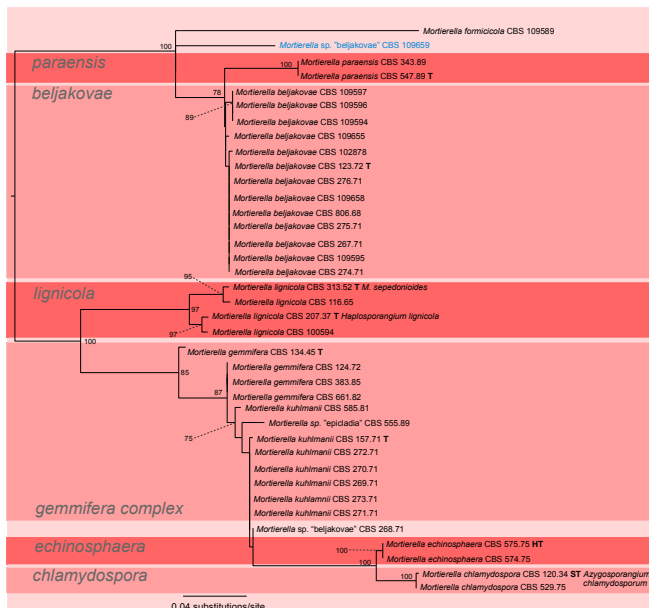 Mortierella formicicola CBS 109589
100
Mortierella sp. "beljakovae" CBS 109659
paraensis
100
Mortierella paraensis CBS 343.89
Mortierella paraensis CBS 547.89 T
beljakovae
78
Mortierella beljakovae CBS 109597
Mortierella beljakovae CBS 109596
89
Mortierella beljakovae CBS 109594
Mortierella beljakovae CBS 109655
Mortierella beljakovae CBS 102878
Mortierella beljakovae CBS 123.72 T
Mortierella beljakovae CBS 276.71
Mortierella beljakovae CBS 109658
Mortierella beljakovae CBS 806.68
Mortierella beljakovae CBS 275.71
Mortierella beljakovae CBS 267.71
Mortierella beljakovae CBS 109595
Mortierella beljakovae CBS 274.71
95
lignicola
Mortierella lignicola CBS 313.52 T M. sepedonioides
Mortierella lignicola CBS 116.65
97
Mortierella lignicola CBS 207.37 T Haplosporangium lignicola
97
Mortierella lignicola CBS 100594
100
Mortierella gemmifera CBS 134.45 T
85
Mortierella gemmifera CBS 124.72
Mortierella gemmifera CBS 383.85
87
Mortierella gemmifera CBS 661.82
Mortierella kuhlmanii CBS 585.81
Mortierella sp. "epicladia" CBS 555.89
75
Mortierella kuhlmanii CBS 157.71 T
Mortierella kuhlmanii CBS 272.71
Mortierella kuhlmanii CBS 270.71
Mortierella kuhlmanii CBS 269.71
Mortierella kuhlamnii CBS 273.71
Mortierella kuhlmanii CBS 271.71
gemmifera complex
Mortierella sp. "beljakovae" CBS 268.71
echinosphaera
100
Mortierella echinosphaera CBS 575.75 HT
Mortierella echinosphaera CBS 574.75
100
chlamydospora
100
Mortierella chlamydospora CBS 120.34 ST Azygosporangium
chlamydosporum
Mortierella chlamydospora CBS 529.75
0.04 substitutions/site